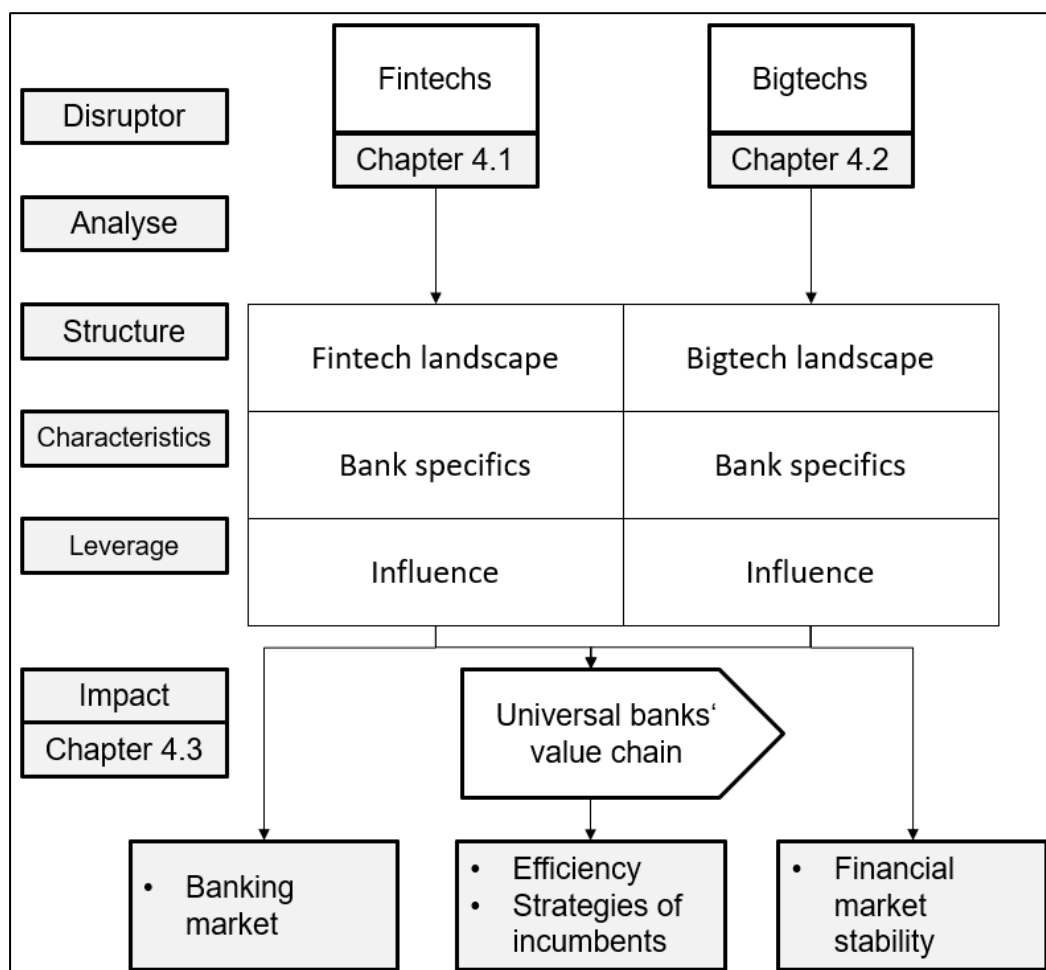 Fintechs
Bigtechs
Disruptor
Chapter 4.1
Chapter 4.2
Analyse
Structure
Fintech landscape
Bigtech landscape
Characteristics
Bank specifics
Bank specifics
Leverage
Influence
Influence
Impact
Chapter 4.3
Universal banks‘
value chain
• Banking
market
• Efficiency
• Strategies of
incumbents
• Financial
market
stability